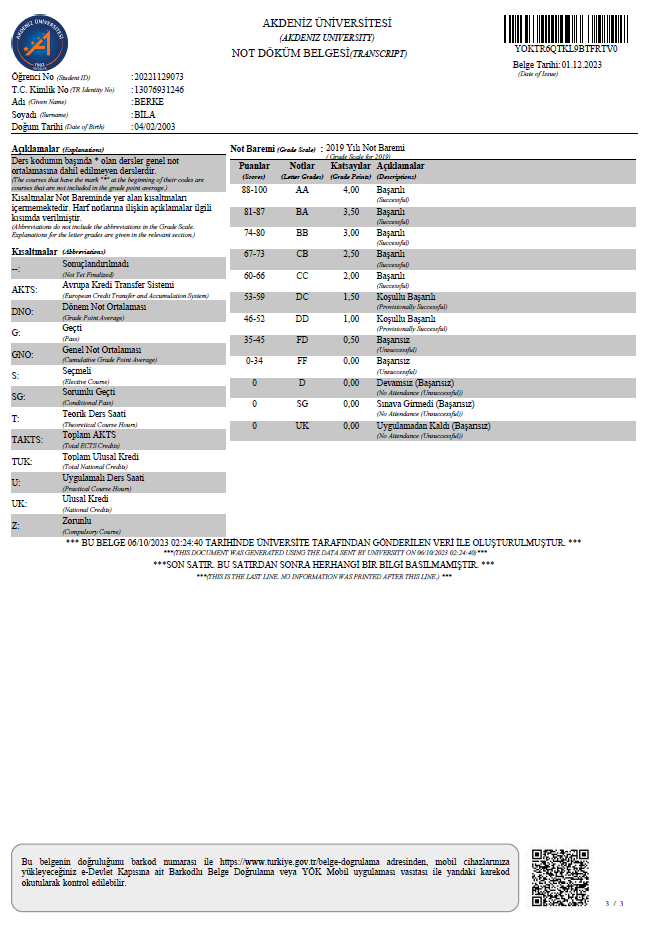 AKDENİZ ÜNİVERSİTESİ
1982
AKDENİZ ÜNİVERSİTESİ
(AKDENIZ UNIVERSITY)
NOT DÖKÜM BELGESİ(TRANSCRIPT)
YOKTR6QTKL9BTFRTV0
Belge Tarihi: 01.12.2023
(Date of Issue)
Öğrenci No (Student ID) : 20221129073
T.C. Kimlik No (TR Identity No) : 13076931246
Adı (Given Name) : BERKE
Soyadı (Surname) : BİLA
Doğum Tarihi (Date of Birth) : 04/02/2003
Açıklamalar (Explanations)
Ders kodunun başında * olan dersler genel not
ortalamasına dahil edilmeyen derslerdir.
(The courses that have the mark "*" at the beginning of their codes are
courses that are not included in the grade point average.)
Kısaltmalar Not Bareminde yer alan kısaltmaları
içermemektedir. Harf notlarına ilişkin açıklamalar ilgili
kısımda verilmiştir.
(Abbreviations do not include the abbreviations in the Grade Scale.
Explanations for the letter grades are given in the relevant section.)
Kısaltmalar (Abbreviations)
--: Sonuçlandırılmadı
(Not Yet Finalized)
AKTS: Avrupa Kredi Transfer Sistemi
(European Credit Transfer and Accumulation System)
DNO: Dönem Not Ortalaması
(Grade Point Average)
G: Geçti
(Pass)
GNO: Genel Not Ortalaması
(Cumulative Grade Point Average)
S: Seçmeli
(Elective Course)
SG: Sorumlu Geçti
(Conditional Pass)
T: Teorik Ders Saati
(Theoretical Course Hours)
TAKTS: Toplam AKTS
(Total ECTS Credits)
TUK: Toplam Ulusal Kredi
(Total National Credits)
U: Uygulamalı Ders Saati
(Practical Course Hours)
UK: Ulusal Kredi
(National Credits)
Z: Zorunlu
(Compulsory Course)
Not Baremi (Grade Scale) : 2019 Yılı Not Baremi
( Grade Scale for 2019)
Puanlar Notlar Katsayılar Açıklamalar
(Scores) (Letter Grades) (Grade Points) (Descriptions)
88-100 AA 4,00 Başarılı
(Successful)
81-87 BA 3,50 Başarılı
(Successful)
74-80 BB 3,00 Başarılı
(Successful)
67-73 CB 2,50 Başarılı
(Successful)
60-66 CC 2,00 Başarılı
(Successful)
53-59 DC 1,50 Koşullu Başarılı
(Provisionally Successful)
46-52 DD 1,00 Koşullu Başarılı
(Provisionally Successful)
35-45 FD 0,50 Başarısız
(Unsuccessful)
0-34 FF 0,00 Başarısız
(Unsuccessful)
0 D 0,00 Devamsız (Başarısız)
(No Attendance (Unsuccessful))
0 SG 0,00 Sınava Girmedi (Başarısız)
(No Attendance (Unsuccessful))
0 UK 0,00 Uygulamadan Kaldı (Başarısız)
(No Attendance (Unsuccessful))
*** BU BELGE 06/10/2023 02:24:40 TARİHİNDE ÜNİVERSİTE TARAFINDAN GÖNDERİLEN VERİ İLE OLUŞTURULMUŞTUR. ***
***(THIS DOCUMENT WAS GENERATED USING THE DATA SENT BY UNIVERSITY ON 06/10/2023 02:24:40)***
***SON SATIR. BU SATIRDAN SONRA HERHANGİ BİR BİLGİ BASILMAMIŞTIR. ***
***(THIS IS THE LAST LINE. NO INFORMATION WAS PRINTED AFTER THIS LINE.) ***
Bu belgenin doğruluğunu barkod numarası ile https://www.turkiye.gov.tr/belge-dogrulama adresinden, mobil cihazlarınıza
yükleyeceğiniz e-Devlet Kapısına ait Barkodlu Belge Doğrulama veya YÖK Mobil uygulaması vasıtası ile yandaki karekod
okutularak kontrol edilebilir.
3 / 3